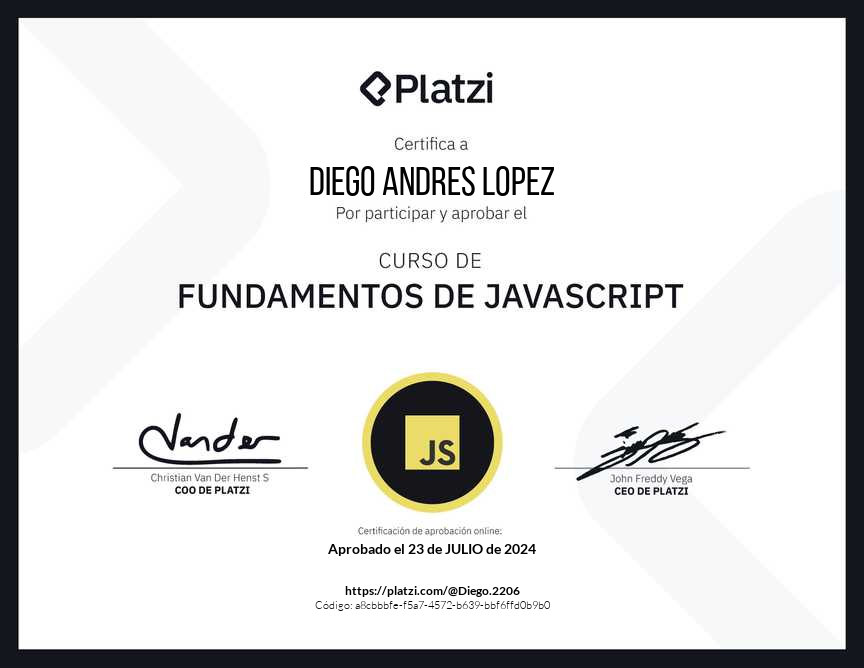 Platzi
Certifica a
DIEGO ANDRES LOPEZ
Por participar y aprobar el
CURSO DE
FUNDAMENTOS DE JAVASCRIPT
Vander
JS
Christian Van Der Henst S
COO DE PLATZI
John Freddy Vega
CEO DE PLATZI
Certificación de aprobación online:
Aprobado el 23 de JULIO de 2024
https://platzi.com/@Diego.2206
Código: a8cbbbfe-f5a7-4572-b639-bbf6ffd0b9b0